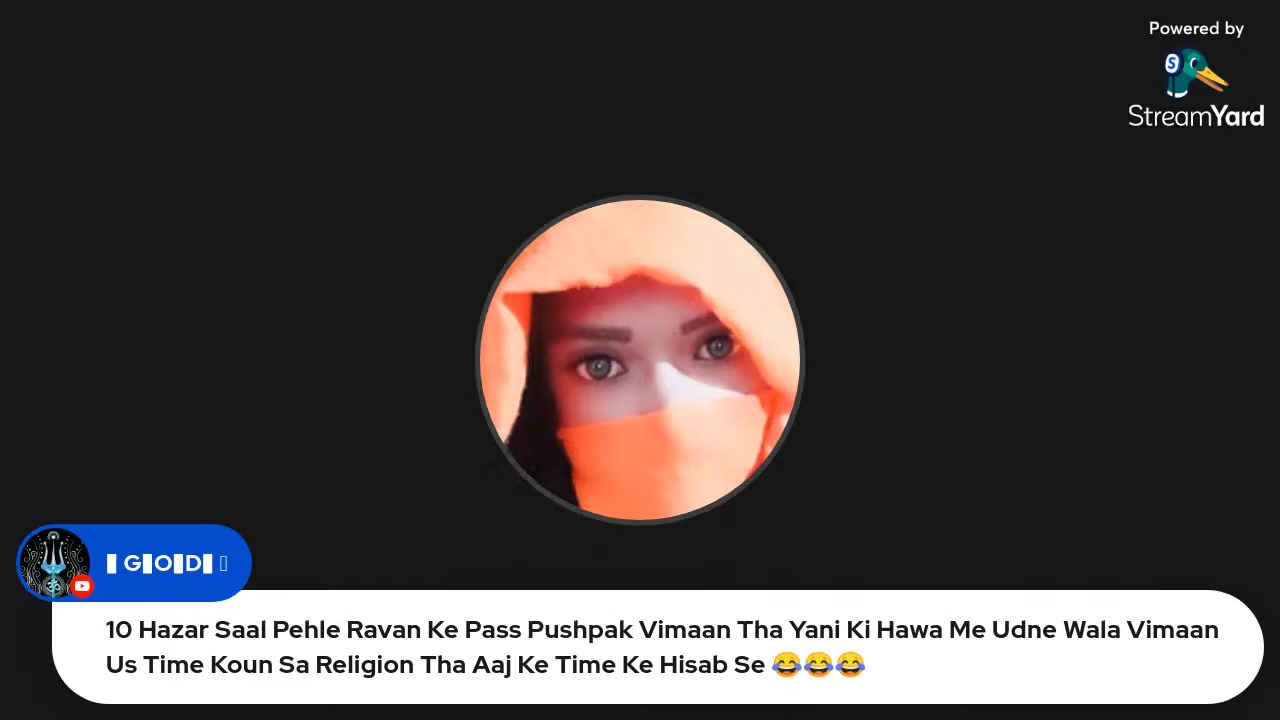 Powered by
StreamYard
G O D
10 Hazar Saal Pehle Ravan Ke Pass Pushpak Vimaan Tha Yani Ki Hawa Me Udne Wala Vimaan
Us Time Koun Sa Religion Tha Aaj Ke Time Ke Hisab Se 😂😂😂